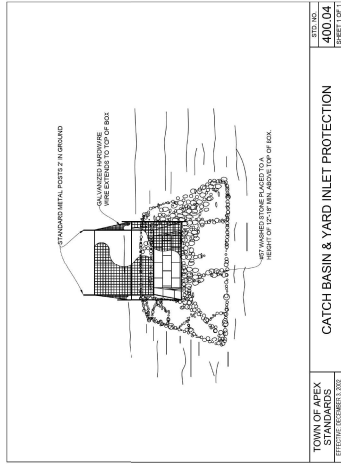 STANDARD METAL POSTS 2' IN GROUND
GALVANIZED HARDWARE
WIRE EXTENDS TO TOP OF BOX
#57 WASHED STONE PLACED TO A
HEIGHT OF 12"-18" MIN. ABOVE TOP OF BOX.
TOWN OF APEX
STANDARDS
EFFECTIVE: DECEMBER 3, 2002
CATCH BASIN & YARD INLET PROTECTION
STD. NO.
400.04
SHEET 1 OF 1